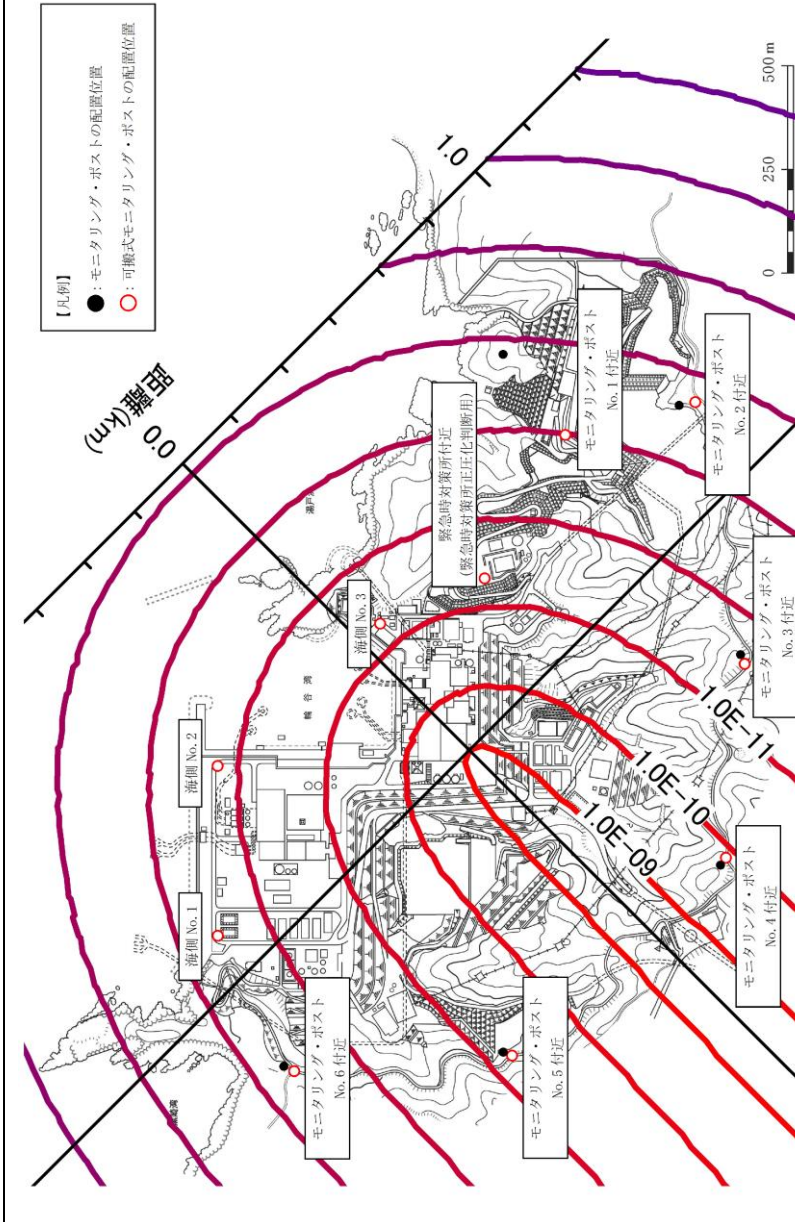 【凡例】
●：モニタリング・ポストの配置位置
○：可搬式モニタリング・ポストの配置位置
距離(km)
0.0
1.0
海側 No. 1
海側 No. 2
海側 No. 3
緊急時対策所付近
(緊急時対策所正圧化判断用)
モニタリング・ポスト
No. 1 付近
モニタリング・ポスト
No. 2 付近
モニタリング・ポスト
No. 3 付近
モニタリング・ポスト
No. 4 付近
モニタリング・ポスト
No. 5 付近
モニタリング・ポスト
No. 6 付近
輪谷湾
1.0E-09
1.0E-10
1.0E-11
0
250
500 m